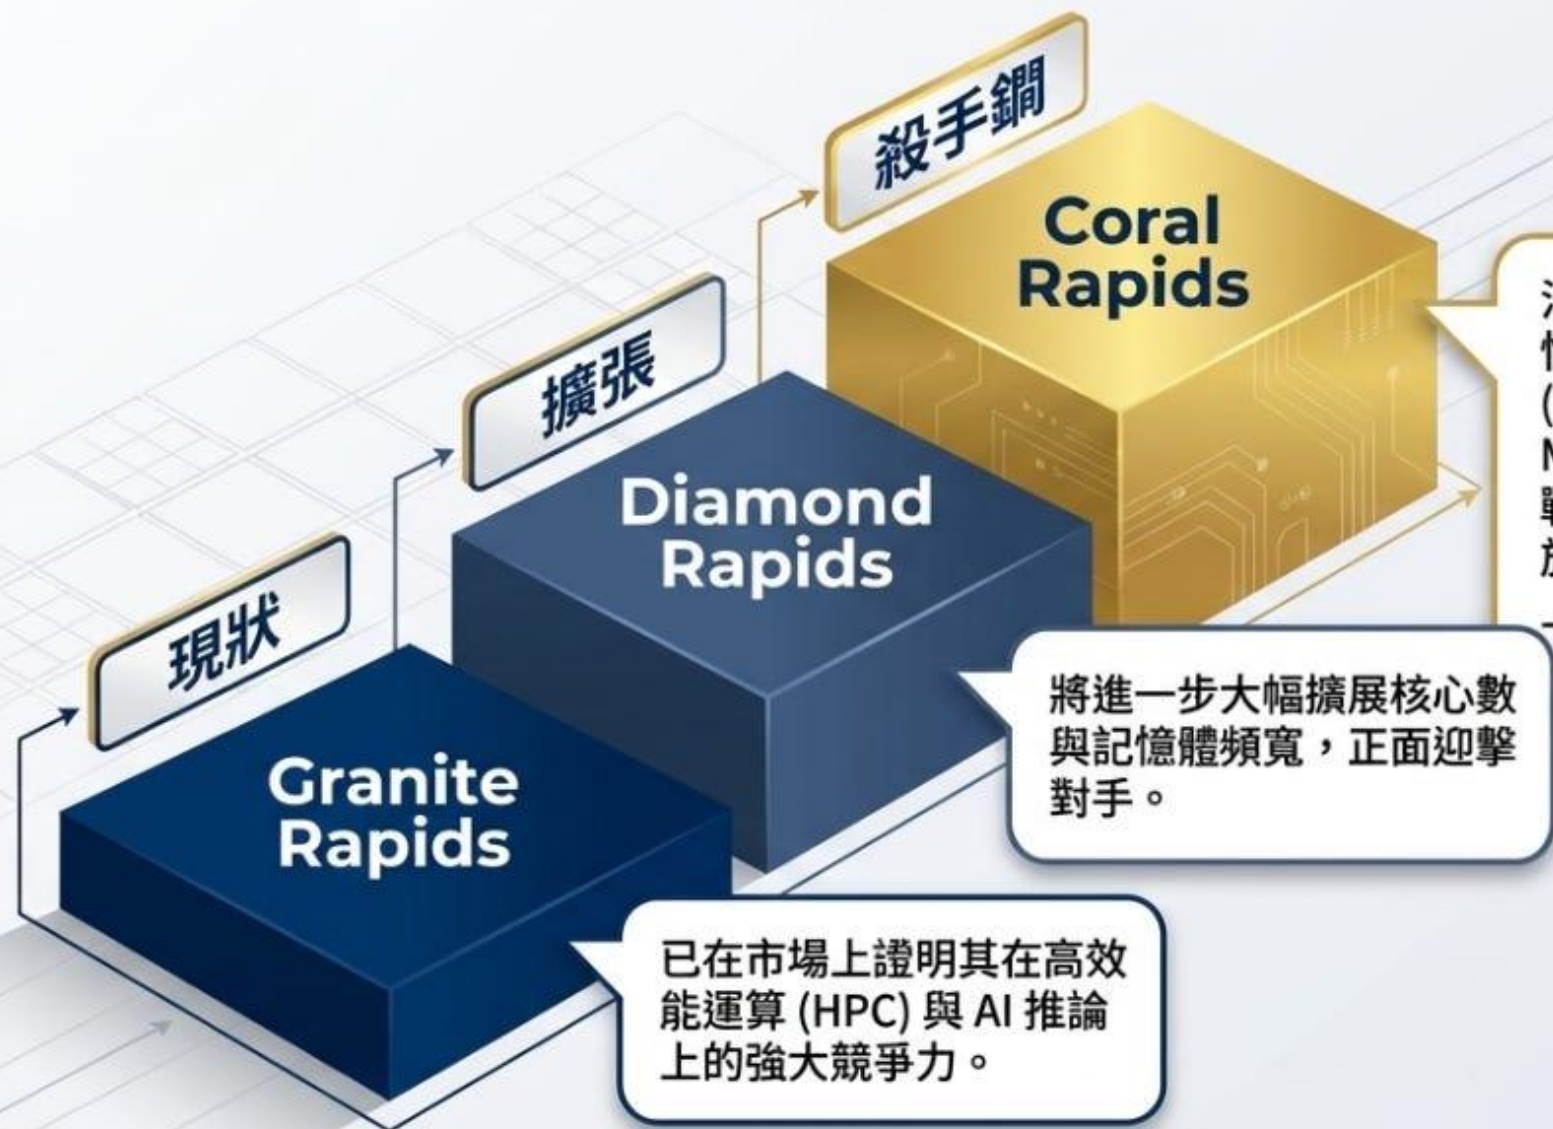 殺手鐧
Coral
Rapids
(
擴張
Diamond
Rapids
將進一步大幅擴展核心數
與記憶體頻寬，正面迎擊
對手。
現狀
Granite
Rapids
已在市場上證明其在高效
能運算 (HPC) 與 AI 推論
上的強大競爭力。